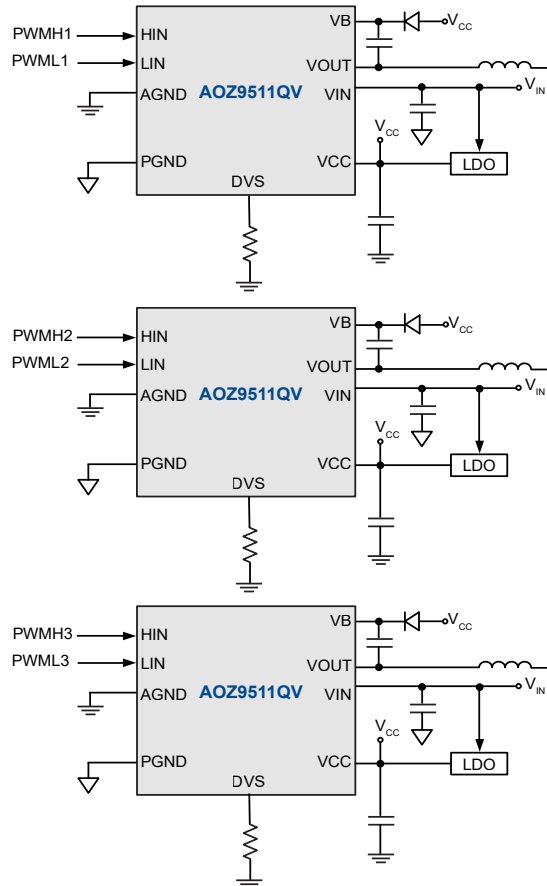 PWMH1
HIN
VB
VCC
PWML1
LIN
VOUT
AGND
AOZ9511QV
VIN
VIN
VCC
PGND
VCC
LDO
DVS
PWMH2
HIN
VB
VCC
PWML2
LIN
VOUT
AGND
AOZ9511QV
VIN
VIN
VCC
PGND
VCC
LDO
DVS
PWMH3
HIN
VB
VCC
PWML3
LIN
VOUT
AGND
AOZ9511QV
VIN
VIN
VCC
PGND
VCC
LDO
DVS